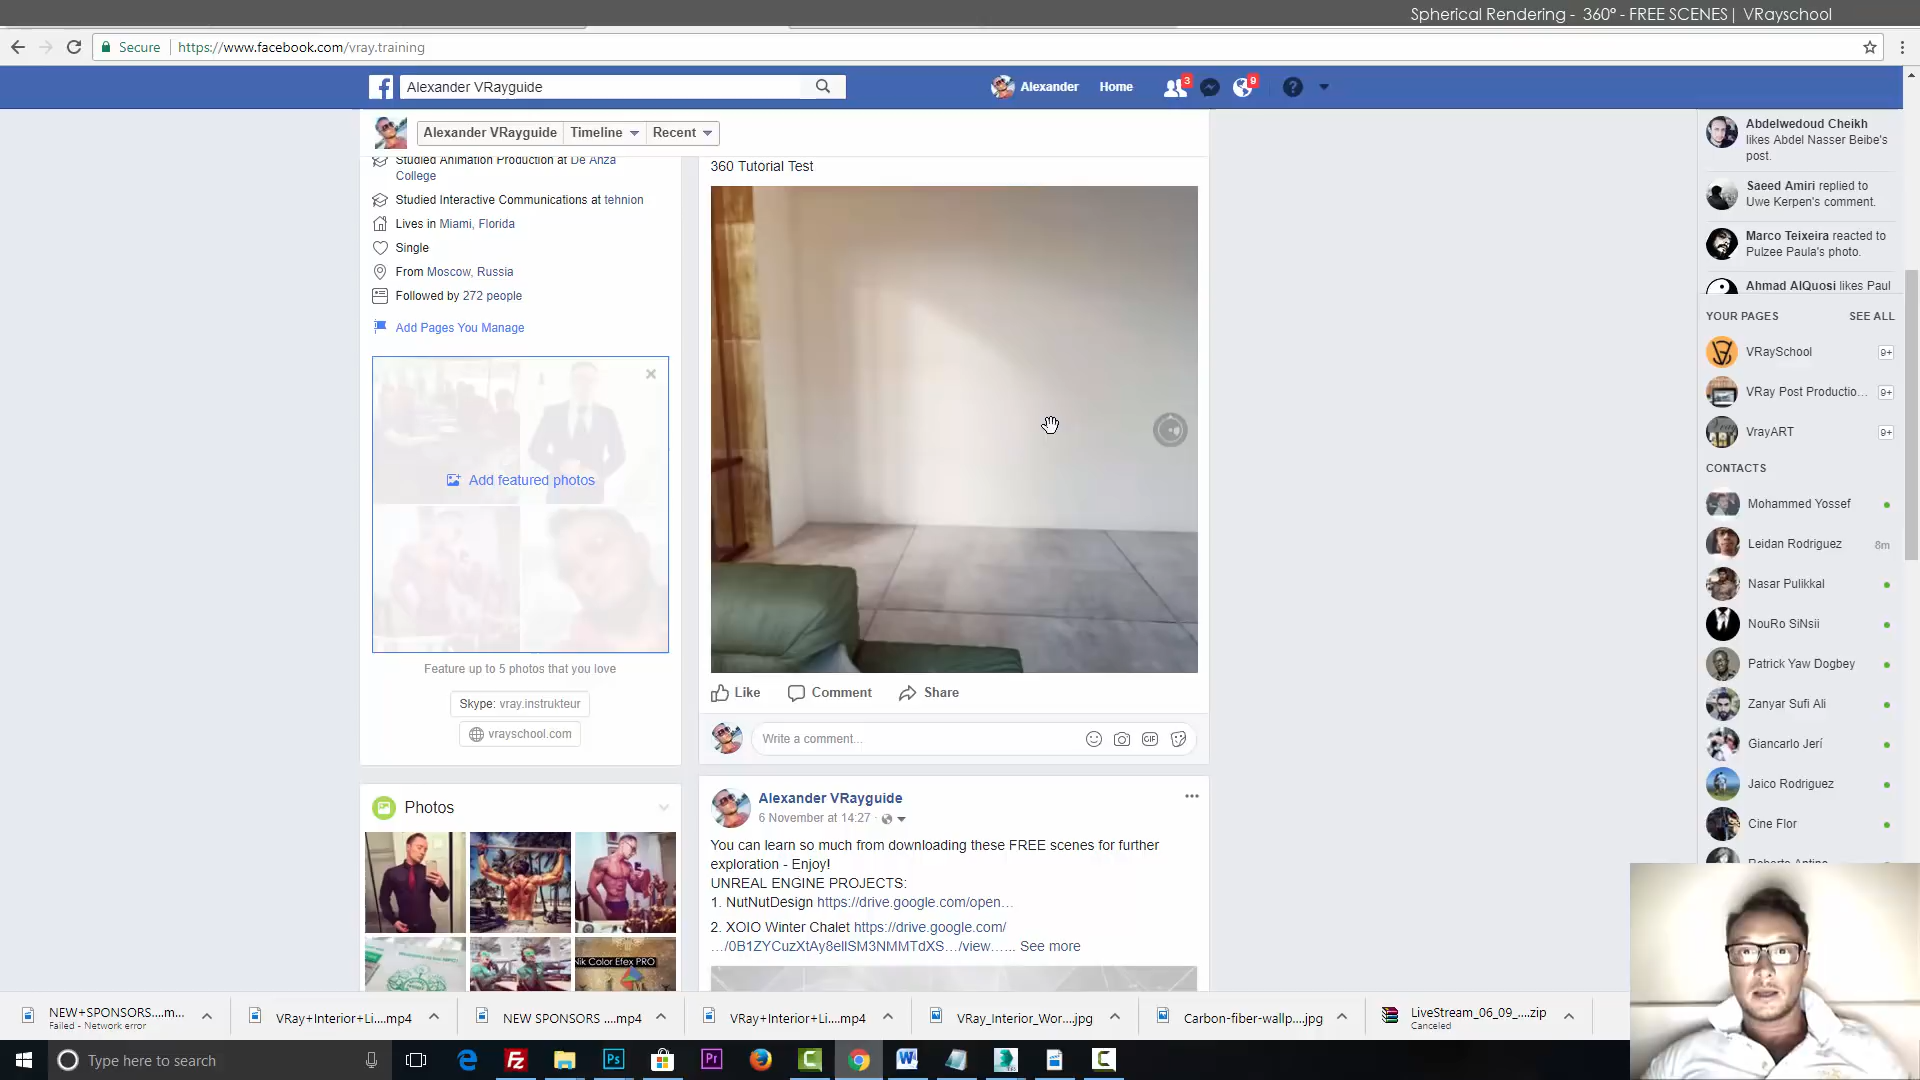 Spherical Rendering -  360° - FREE SCENES| VRayschool
Secure
https://www.facebook.com/vray.training
Alexander VRayguide
Alexander
Home
3
9
Alexander VRayguide
Timeline
Recent
Studied Animation Production at De Anza
College
Studied Interactive Communications at tehnion
Lives in Miami, Florida
Single
From Moscow, Russia
Followed by 272 people
Add Pages You Manage
Add featured photos
Feature up to 5 photos that you love
Skype: vray.instrukteur
vrayschool.com
Photos
Nik Color Efex PRO
360 Tutorial Test
Like
Comment
Share
Write a comment...
GIF
Alexander VRayguide
6 November at 14:27 ·
You can learn so much from downloading these FREE scenes for further
exploration - Enjoy!
UNREAL ENGINE PROJECTS:
1. NutNutDesign https://drive.google.com/open…
2. XOIO Winter Chalet https://drive.google.com/
…/0B1ZYCuzXtAy8ellSM3NMMTdXS…/view…... See more
Abdelwedoud Cheikh
likes Abdel Nasser Beibe's
post.
Saeed Amiri replied to
Uwe Kerpen's comment.
Marco Teixeira reacted to
Pulzee Paula's photo.
Ahmad AlQuosi likes Paul
YOUR PAGES
SEE ALL
VRaySchool
9+
VRay Post Productio...
9+
VrayART
9+
CONTACTS
Mohammed Yossef
Leidan Rodriguez
8m
Nasar Pulikkal
NouRo SiNsii
Patrick Yaw Dogbey
Zanyar Sufi Ali
Giancarlo Jerí
Jaico Rodriguez
Cine Flor
NEW+SPONSORS....m...
Failed - Network error
VRay+Interior+Li....mp4
NEW SPONSORS ....mp4
VRay+Interior+Li....mp4
VRay_Interior_Wor....jpg
Carbon-fiber-wallp....jpg
LiveStream_06_09_....zip
Canceled
Type here to search